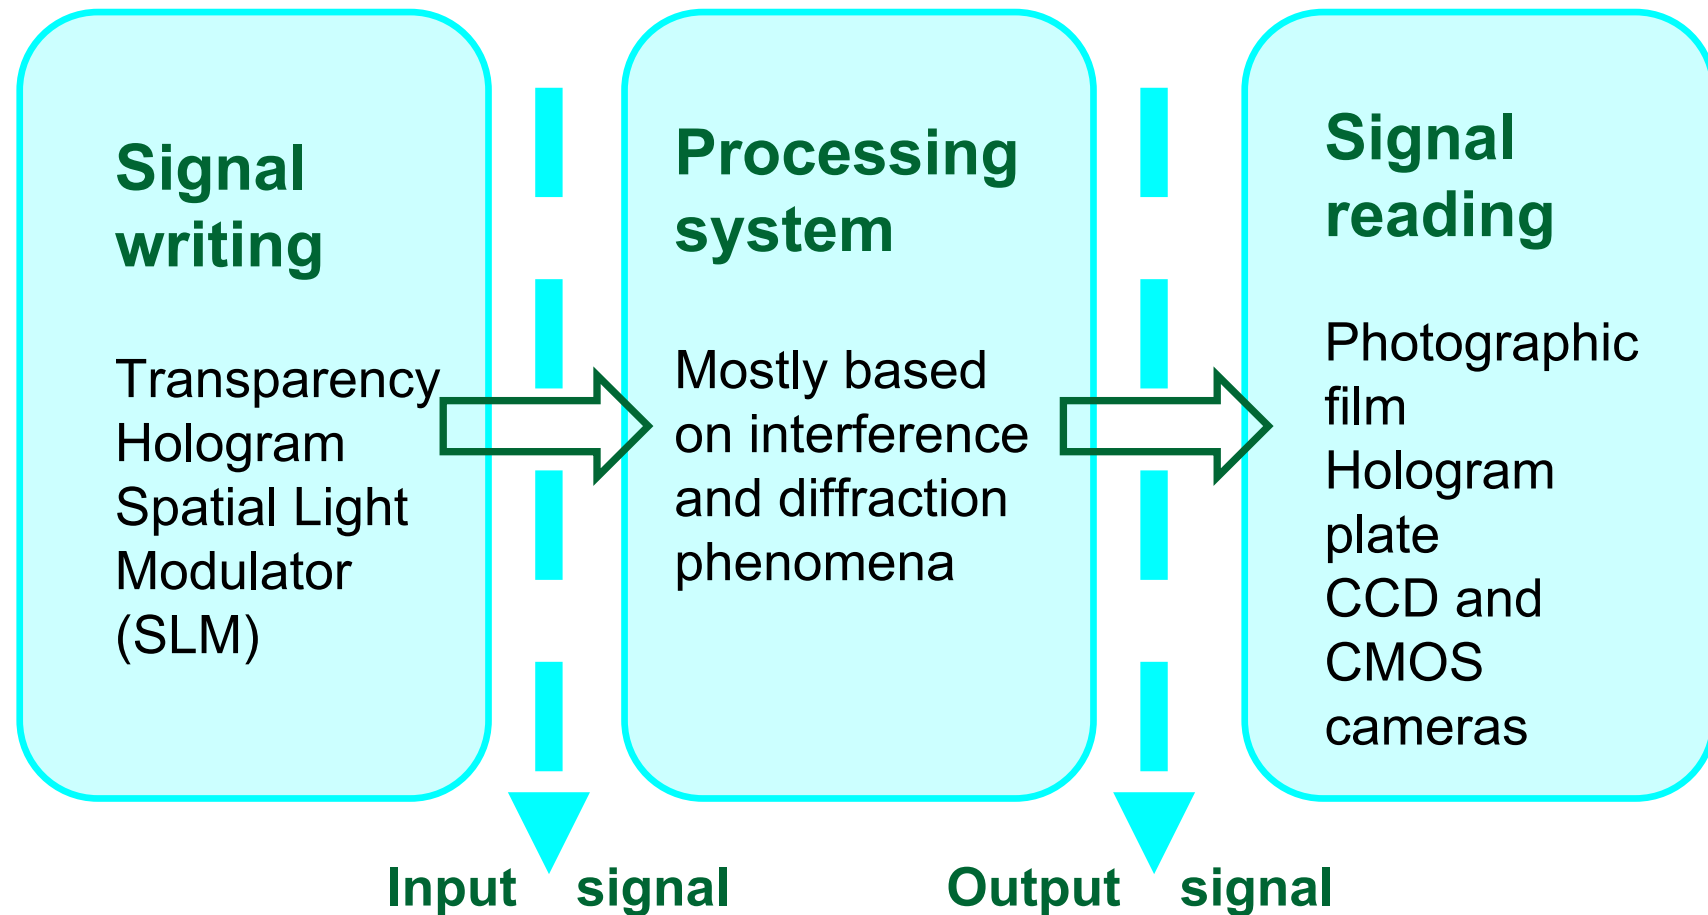 Signal
writing
Transparency
Hologram
Spatial Light
Modulator
(SLM)
Processing
system
Mostly based
on interference
and diffraction
phenomena
Signal
reading
Photographic
film
Hologram
plate
CCD and
CMOS
cameras
Input signal
Output signal